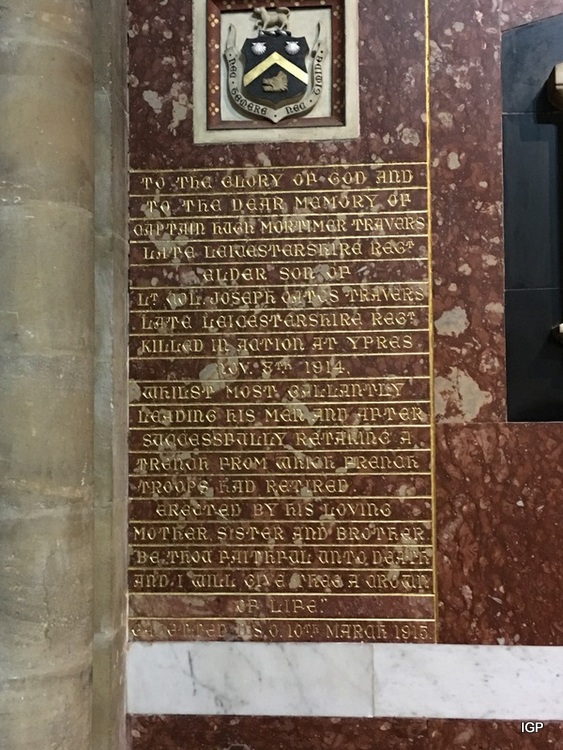 NEC TEMERE NEC TIMIDE
TO THE GLORY OF GOD AND
TO THE DEAR MEMORY OF
CAPTAIN HUGH MORTIMER TRAVERS
LATE LEICESTERSHIRE REGT
ELDER SON OF
LT COL. JOSEPH OATES TRAVERS
LATE LEICESTERSHIRE REGT
KILLED IN ACTION AT YPRES
NOV. 8TH 1914.
WHILST MOST GALLANTLY
LEADING HIS MEN AND AFTER
SUCCESSFULLY RETAKING A
TRENCH FROM WHICH FRENCH
TROOPS HAD RETIRED.
ERECTED BY HIS LOVING
MOTHER, SISTER AND BROTHER.
BE THOU FAITHFUL UNTO DEATH
AND I WILL GIVE THEE A CROWN
OF LIFE."
GAZETTED D.S.O. 10TH MARCH 1915.
IGP